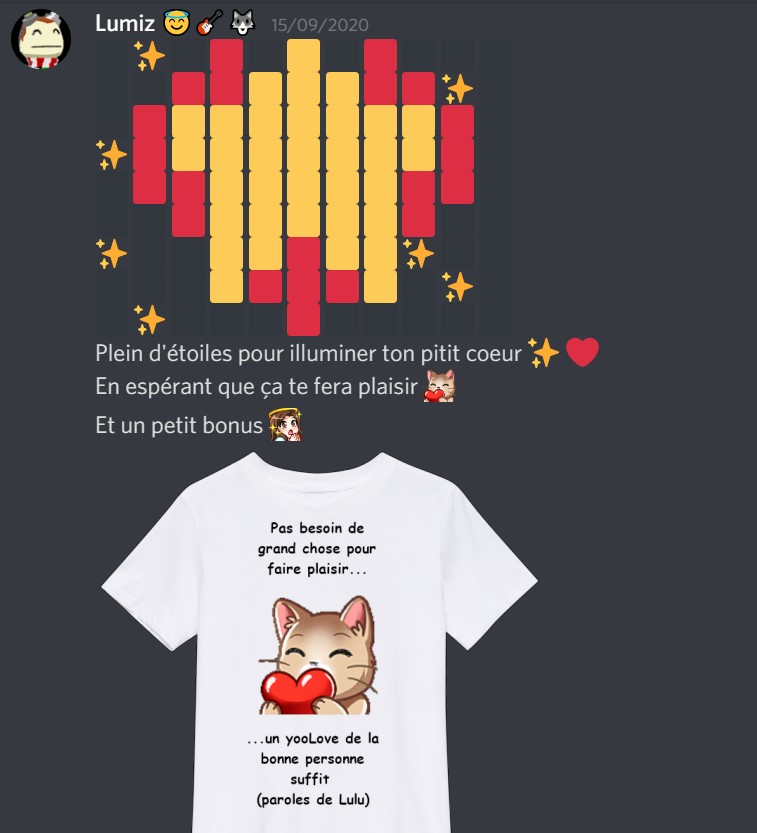 Lumiz 😇 🎸 🐺 15/09/2020
Plein d'étoiles pour illuminer ton pitit coeur ✨ ❤️
En espérant que ça te fera plaisir
Et un petit bonus
Pas besoin de
grand chose pour
faire plaisir...
...un yooLove de la
bonne personne
suffit
(paroles de Lulu)